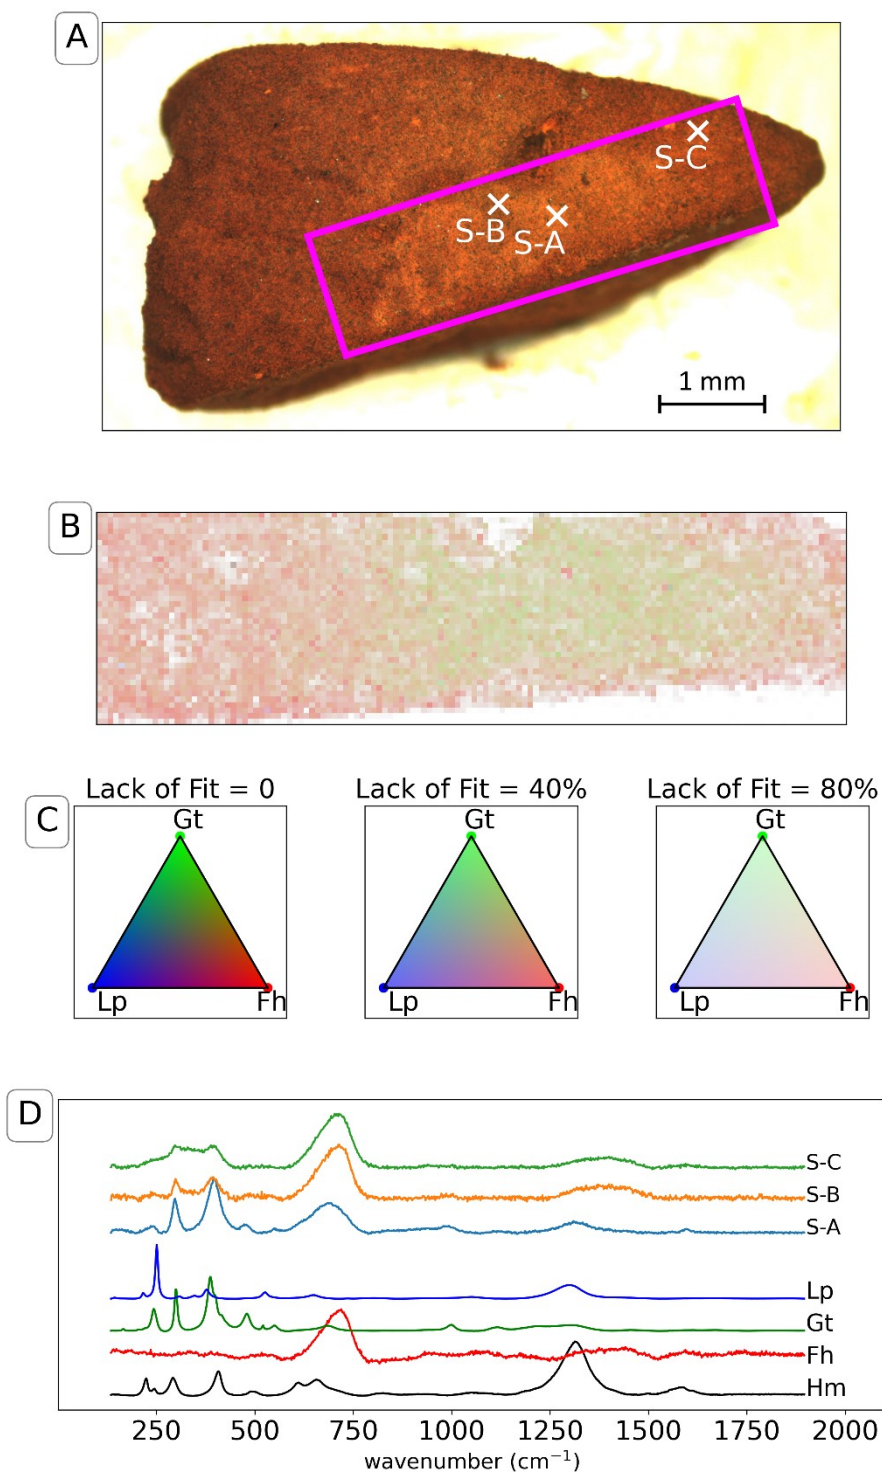 A
S-C
S-B
S-A
1 mm
B
C
Lack of Fit = 0
Lack of Fit = 40%
Lack of Fit = 80%
Gt
Gt
Gt
Lp
Fh
Lp
Fh
Lp
Fh
D
S-C
S-B
S-A
Lp
Gt
Fh
Hm
250 500 750 1000 1250 1500 1750 2000
wavenumber (cm⁻¹)